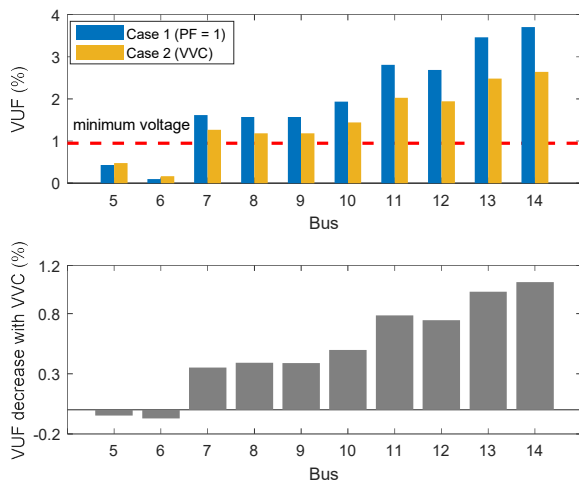 4
3
2
1
0
VUF (%)
Case 1 (PF = 1)
Case 2 (VVC)
minimum voltage
5 6 7 8 9 10 11 12 13 14
Bus
1.2
0.8
0.3
-0.2
VUF decrease with VVC (%)
5 6 7 8 9 10 11 12 13 14
Bus